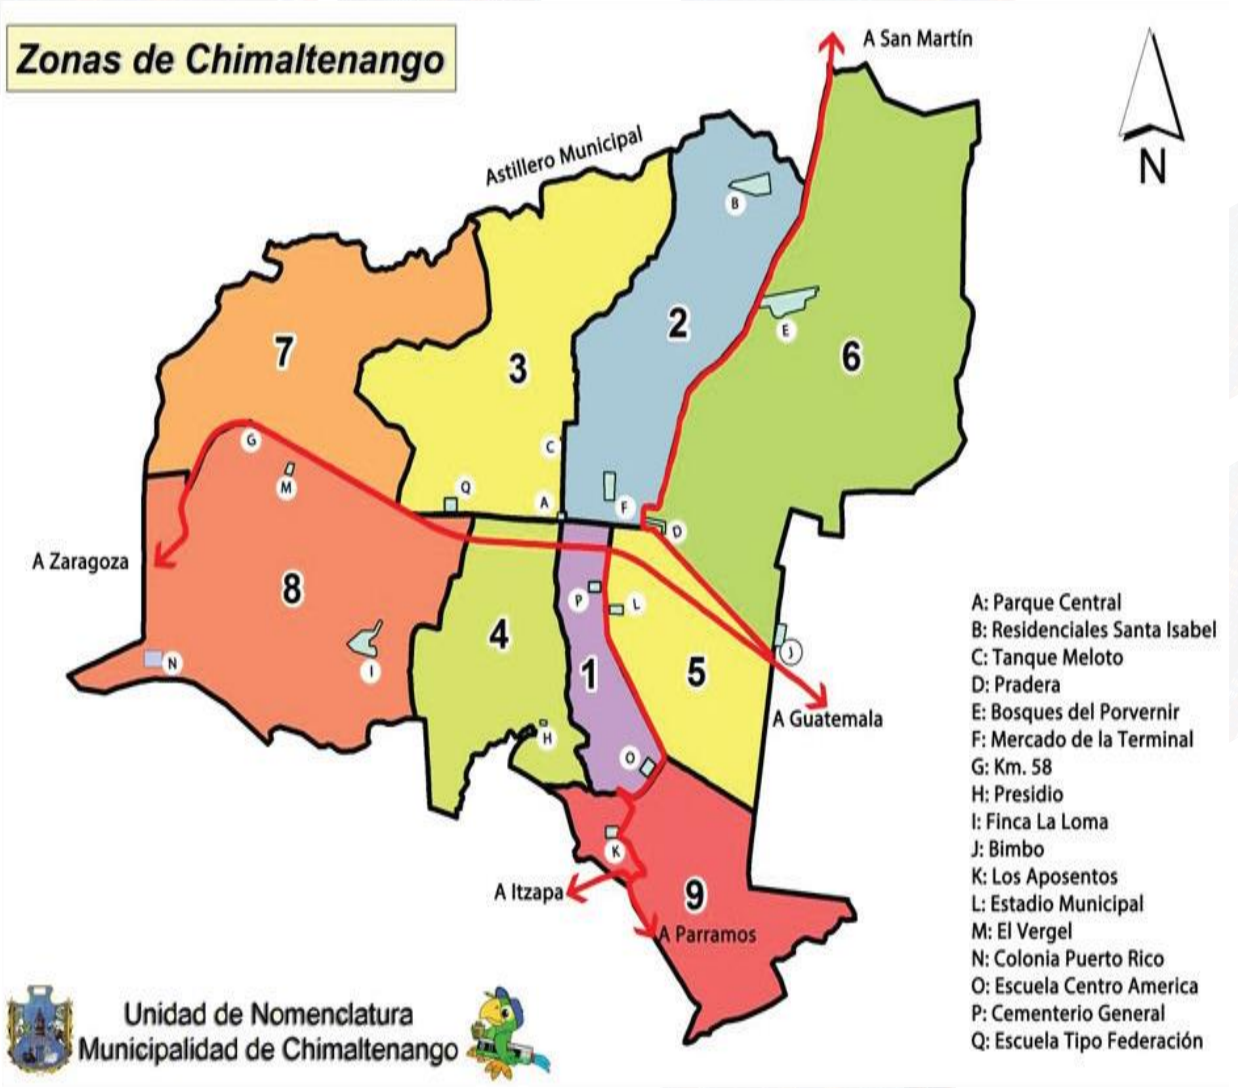 Zonas de Chimaltenango
A San Martín
N
Astillero Municipal
B
7
3
2
E
6
G
C
M
Q
A
F
D
A Zaragoza
8
P
L
4
N
I
1
5
J
A Guatemala
H
O
K
A Itzapa
9
A Parramos
A: Parque Central
B: Residenciales Santa Isabel
C: Tanque Meloto
D: Pradera
E: Bosques del Porvernir
F: Mercado de la Terminal
G: Km. 58
H: Presidio
I: Finca La Loma
J: Bimbo
K: Los Aposentos
L: Estadio Municipal
M: El Vergel
N: Colonia Puerto Rico
O: Escuela Centro America
P: Cementerio General
Q: Escuela Tipo Federación
Unidad de Nomenclatura
Municipalidad de Chimaltenango